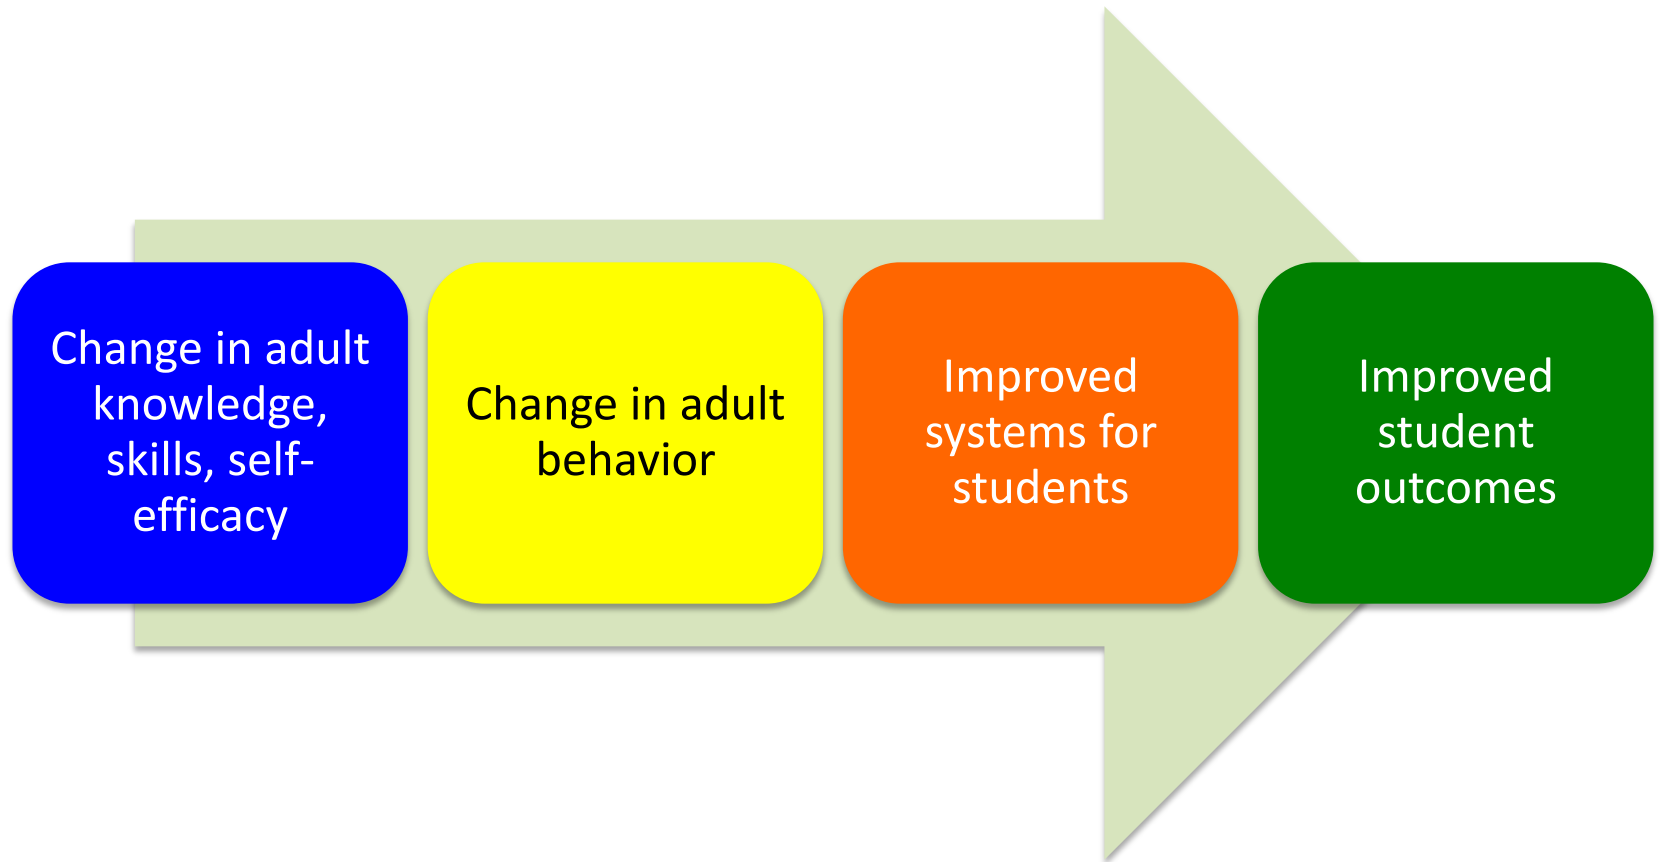 Change in adult
knowledge,
skills, self-
efficacy
Change in adult
behavior
Improved
systems for
students
Improved
student
outcomes